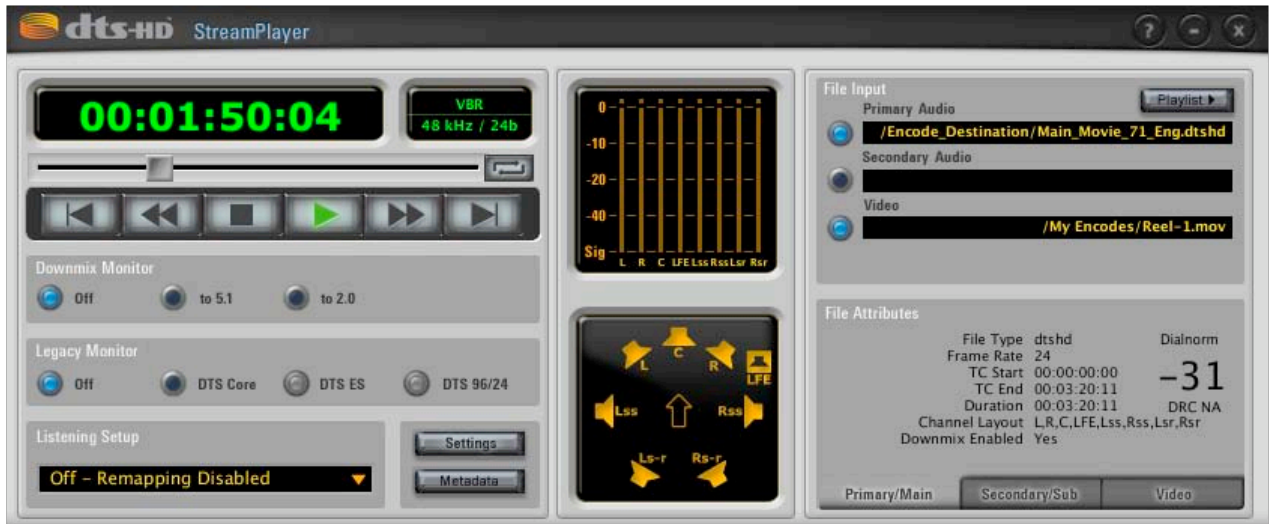 dts-HD StreamPlayer
? - x
00:01:50:04
VBR
48 kHz / 24b
Downmix Monitor
Off to 5.1 to 2.0
Legacy Monitor
Off DTS Core DTS ES DTS 96/24
Listening Setup
Off – Remapping Disabled
Settings
Metadata
0
-10
-20
-40
Sig
L R C LFE Lss Rss Lsr Rsr
C
L R
LFE
Lss Rss
Ls-r Rs-r
File Input
Playlist
Primary Audio
/Encode_Destination/Main_Movie_71_Eng.dtshd
Secondary Audio
Video
/My Encodes/Reel-1.mov
File Attributes
File Type dtshd
Dialnorm
Frame Rate 24
TC Start 00:00:00:00
-31
TC End 00:03:20:11
Duration 00:03:20:11
DRC NA
Channel Layout L,R,C,LFE,Lss,Rss,Lsr,Rsr
Downmix Enabled Yes
Primary/Main Secondary/Sub Video